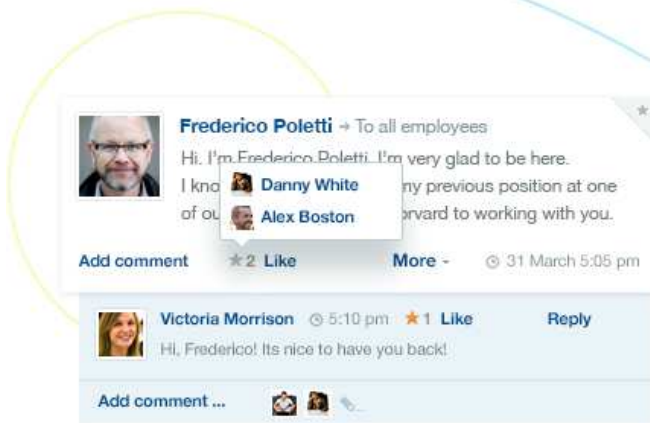 Frederico Poletti → To all employees
Hi. I'm Frederico Poletti. I'm very glad to be here.
I kno ny previous position at one
of ou orvard to working with you.
Danny White
Alex Boston
Add comment ★2 Like More - 31 March 5:05 pm
Victoria Morrison 5:10 pm ★1 Like Reply
Hi, Frederico! Its nice to have you back!
Add comment ...